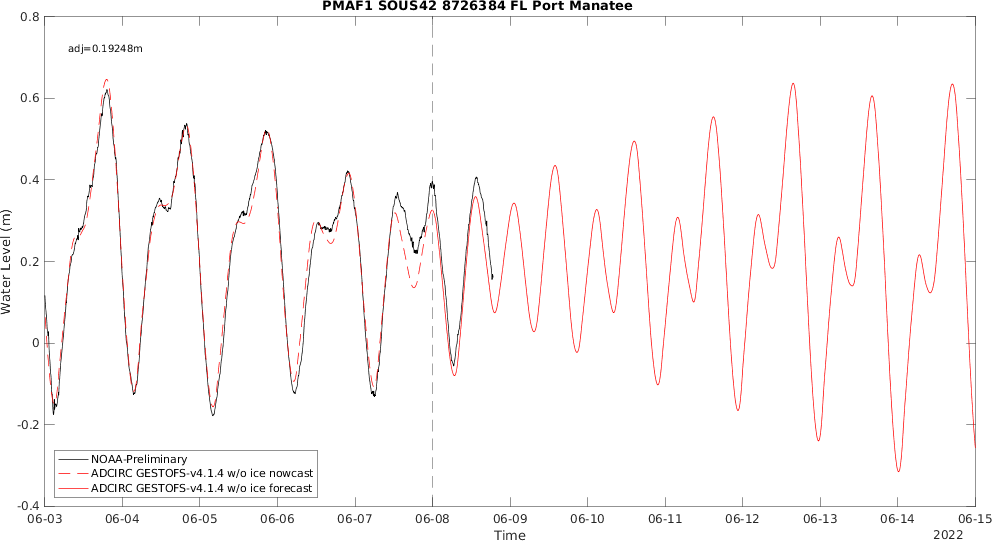 PMAF1 SOUS42 8726384 FL Port Manatee
adj=0.19248m
Water Level (m)
0.8
0.6
0.4
0.2
0
-0.2
-0.4
NOAA-Preliminary
ADCIRC GESTOFS-v4.1.4 w/o ice nowcast
ADCIRC GESTOFS-v4.1.4 w/o ice forecast
06-03 06-04 06-05 06-06 06-07 06-08 06-09 06-10 06-11 06-12 06-13 06-14 06-15
Time
2022